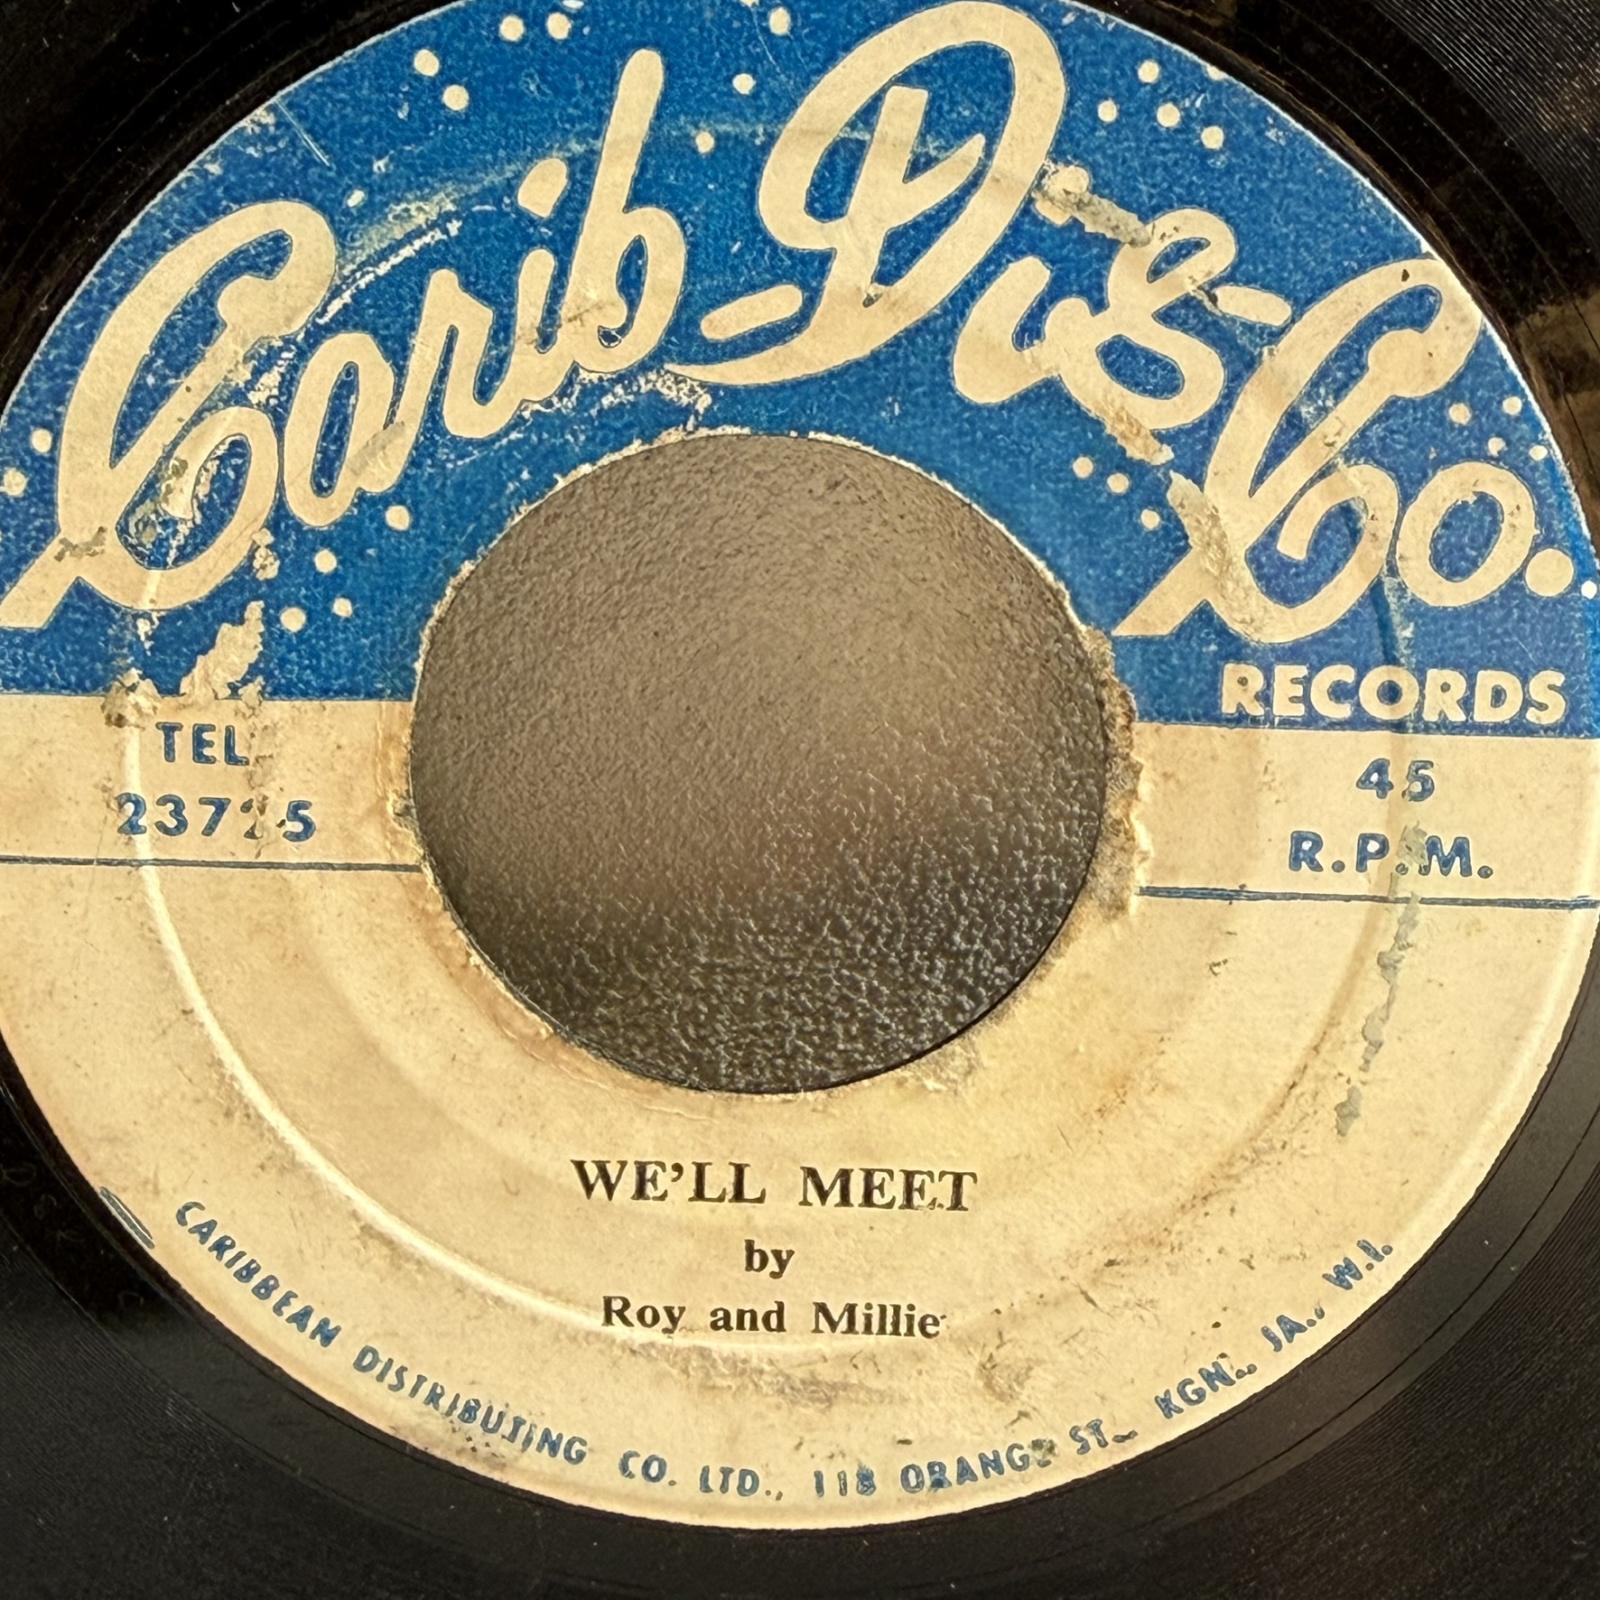 Carib-Dis-Co.
RECORDS
TEL
45
R.P.M.
WE'LL MEET
by
Roy and Millie
CARIBBEAN DISTRIBUTING CO. LTD., 118 ORANGE ST., KGN., JA., W.I.